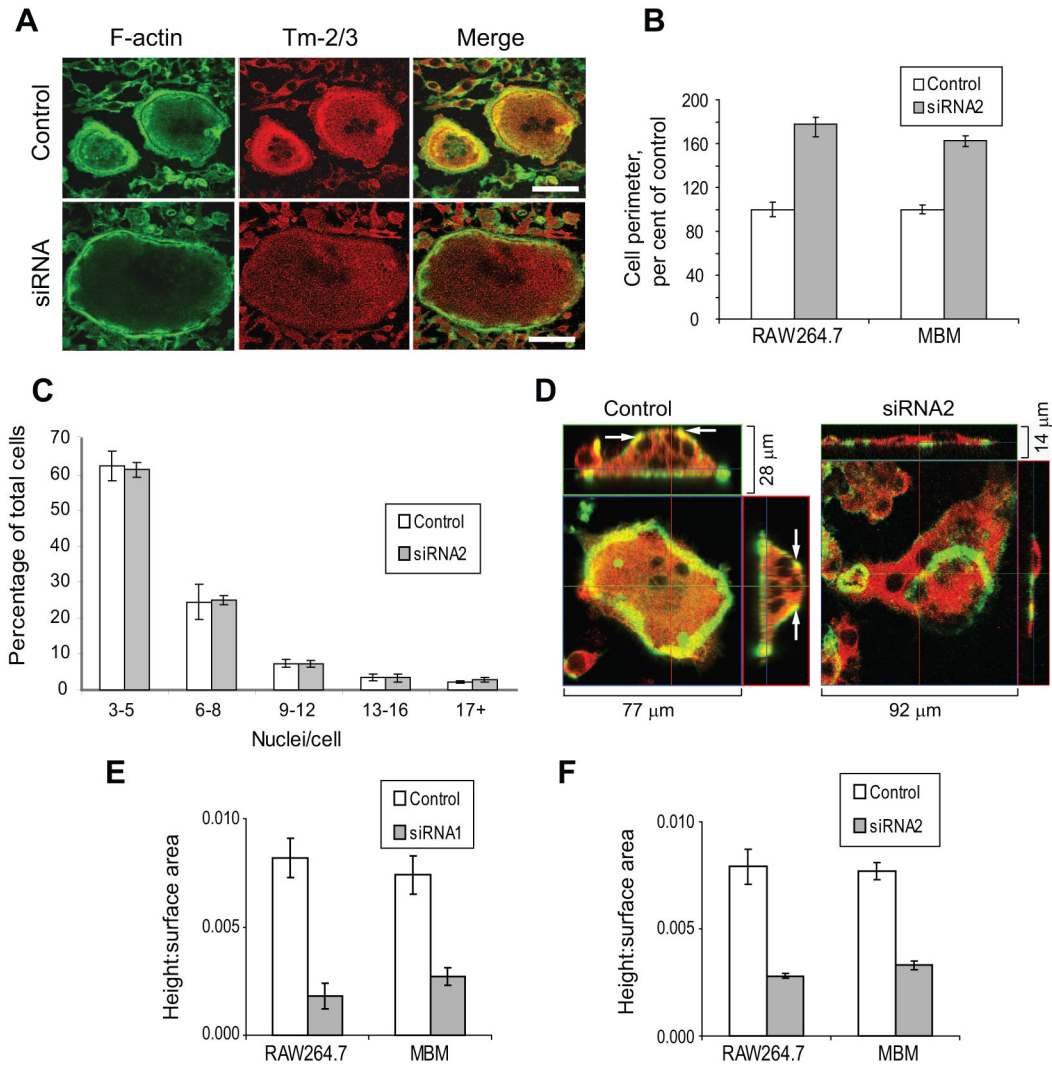 A
F-actin
Tm-2/3
Merge
Control
siRNA
B
Control
siRNA2
Cell perimeter,
per cent of control
200
160
120
80
40
0
RAW264.7
MBM
C
Percentage of total cells
70
60
50
40
30
20
10
0
Control
siRNA2
3-5
6-8
9-12
13-16
17+
Nuclei/cell
D
Control
siRNA2
28 μm
14 μm
77 μm
92 μm
E
Control
siRNA1
Height:surface area
0.010
0.005
0.000
RAW264.7
MBM
F
Control
siRNA2
Height:surface area
0.010
0.005
0.000
RAW264.7
MBM